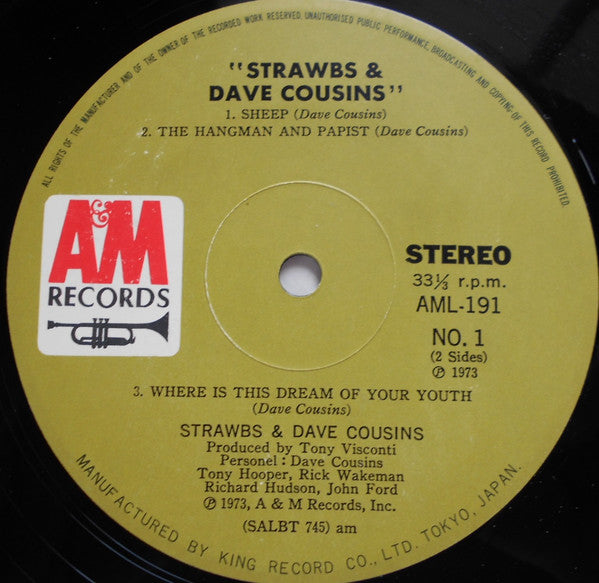 ALL RIGHTS OF THE MANUFACTURER AND OF THE OWNER OF THE RECORDED WORK RESERVED. UNAUTHORISED PUBLIC PERFORMANCE, BROADCASTING AND COPYING OF THIS RECORD PROHIBITED.
"STRAWBS &
DAVE COUSINS"
1. SHEEP (Dave Cousins)
2. THE HANGMAN AND PAPIST (Dave Cousins)
A&M
RECORDS
STEREO
33⅓ r.p.m.
AML-191
NO. 1
(2 Sides)
Ⓟ 1973
3. WHERE IS THIS DREAM OF YOUR YOUTH
(Dave Cousins)
STRAWBS & DAVE COUSINS
Produced by Tony Visconti
Personel : Dave Cousins
Tony Hooper, Rick Wakeman
Richard Hudson, John Ford
Ⓟ 1973, A & M Records, Inc.
(SALBT 745) am
MANUFACTURED BY KING RECORD CO., LTD. TOKYO, JAPAN.